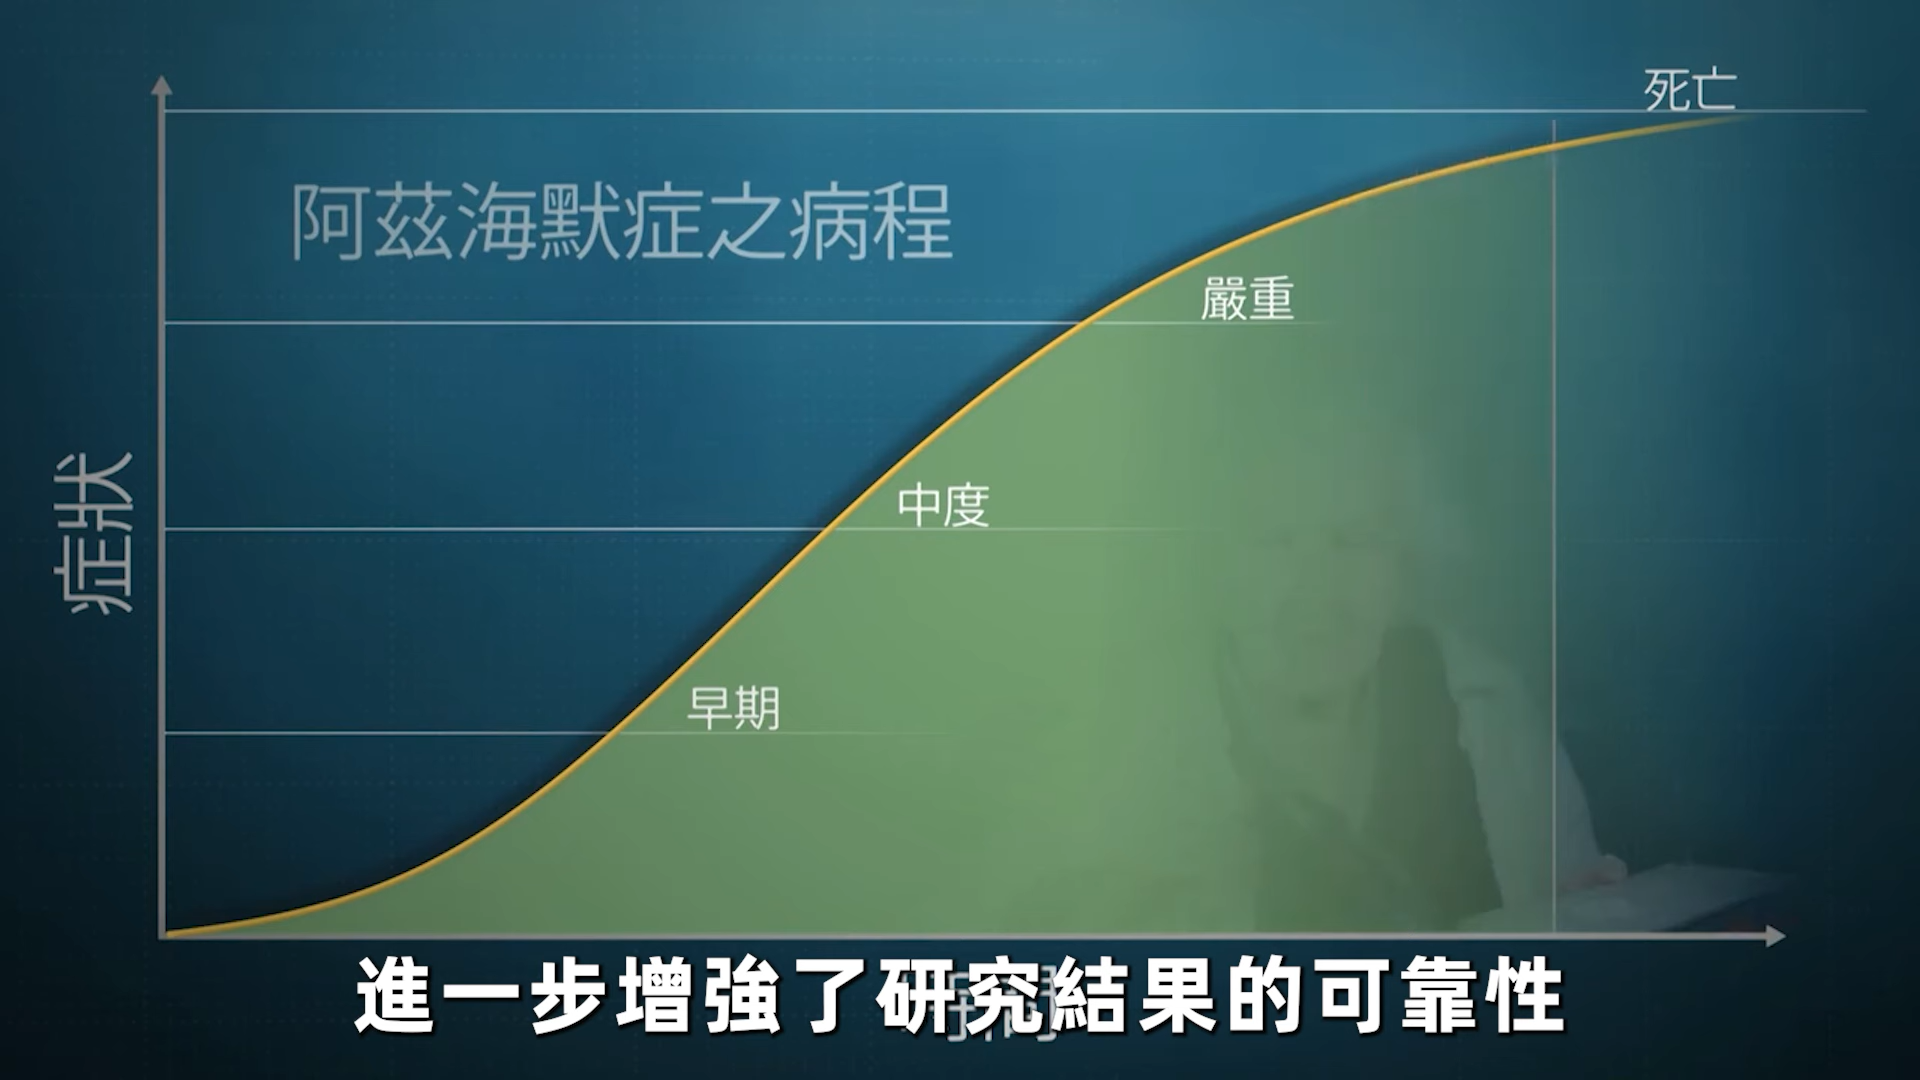 死亡
阿茲海默症之病程
嚴重
症狀
中度
早期
進一步增強了研究結果的可靠性